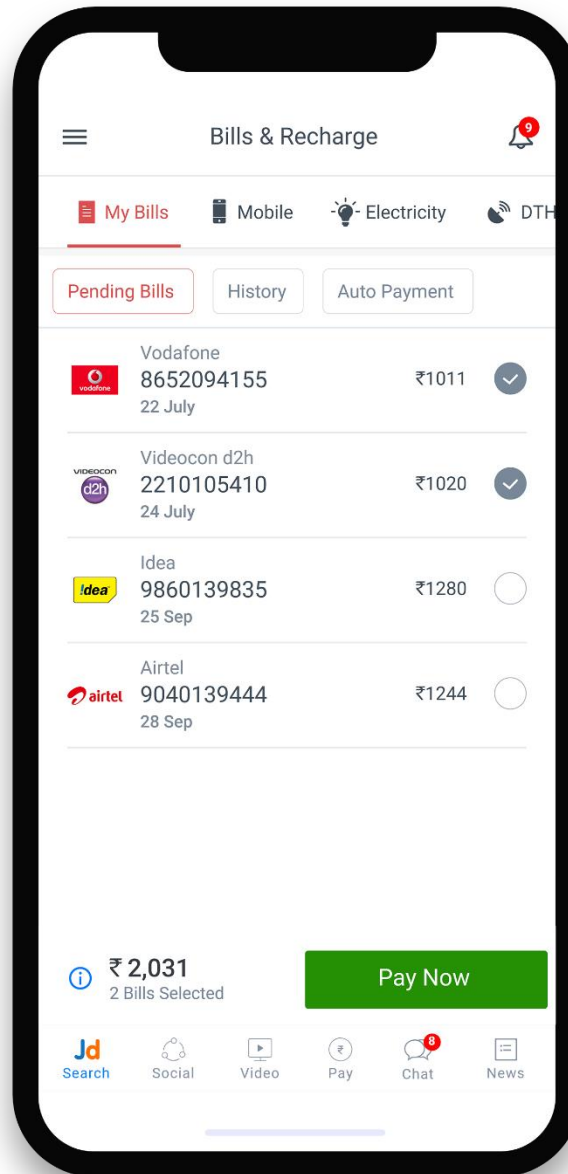 Bills & Recharge
9
My Bills
Mobile
Electricity
DTH
Pending Bills
History
Auto Payment
vodafone
Vodafone
8652094155
22 July
₹1011
VIDEOCON
d2h
Videocon d2h
2210105410
24 July
₹1020
!dea
Idea
9860139835
25 Sep
₹1280
airtel
Airtel
9040139444
28 Sep
₹1244
₹ 2,031
2 Bills Selected
Pay Now
Jd
8
₹
Search
Social
Video
Pay
Chat
News